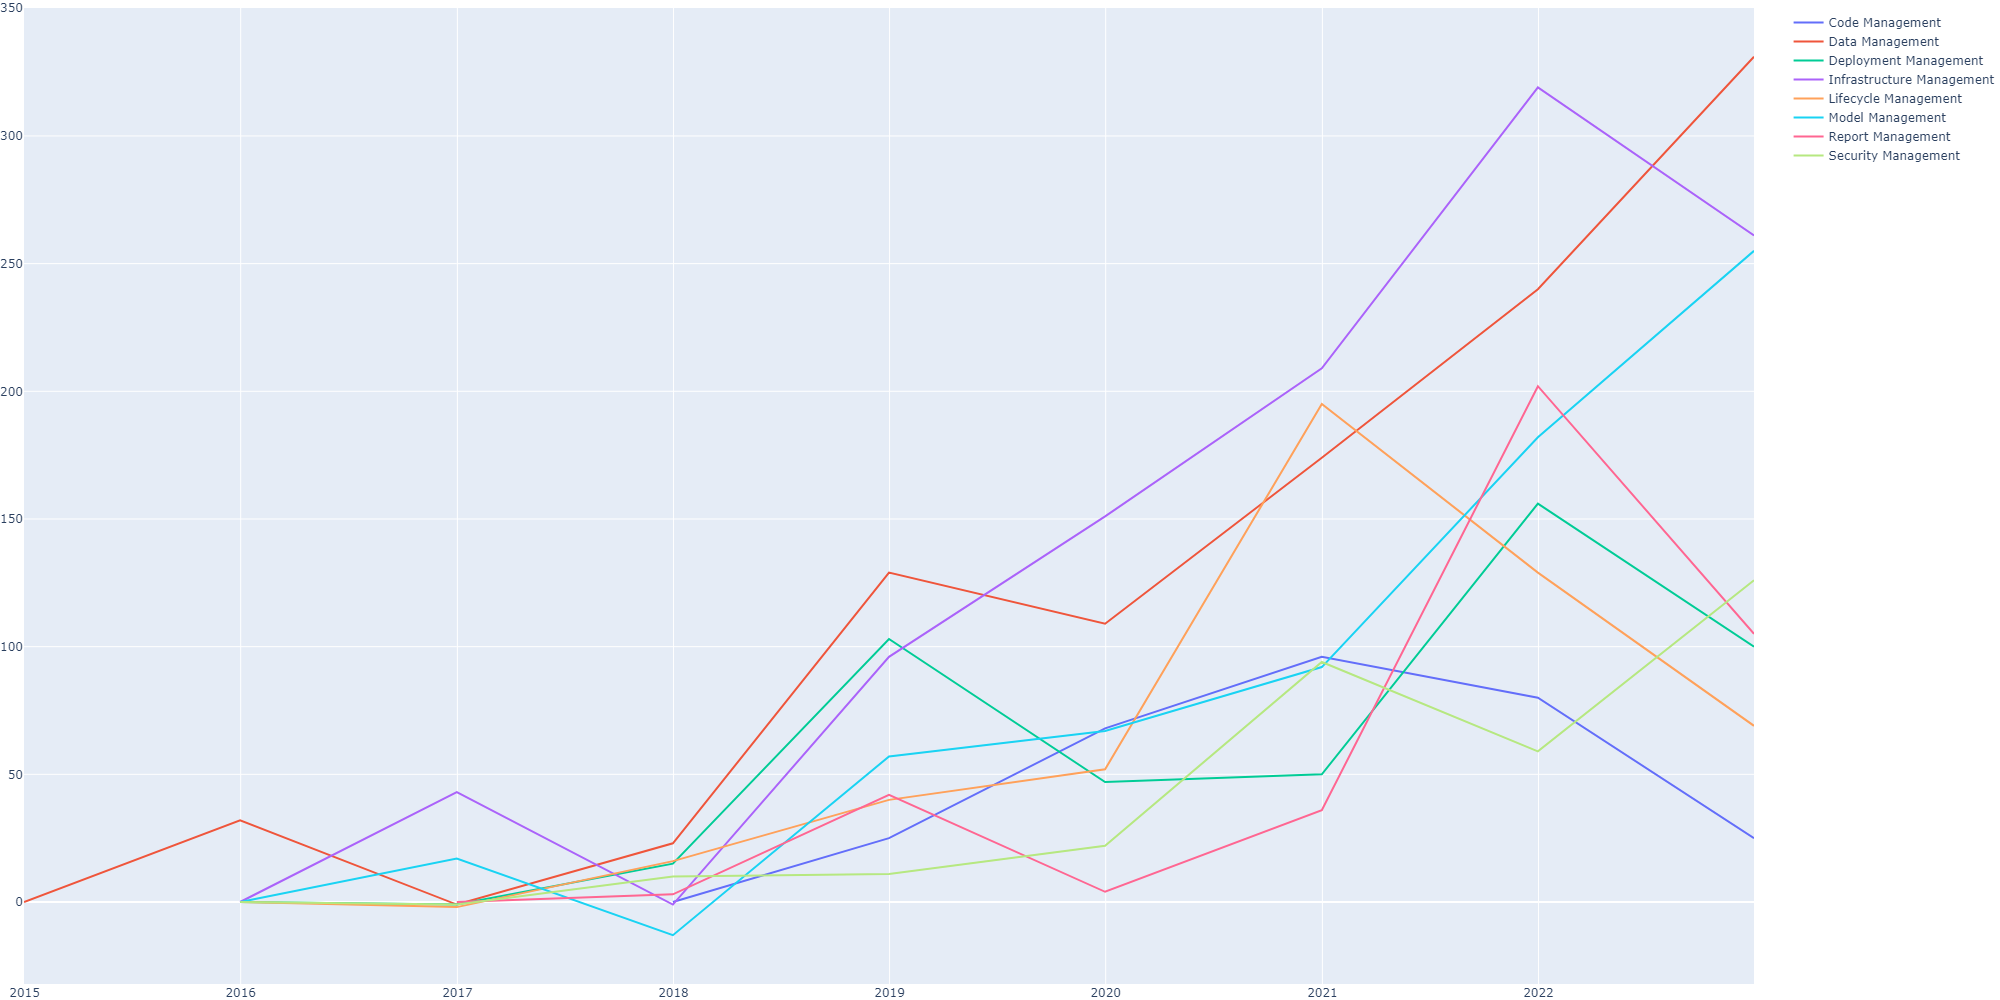 350
300
250
200
150
100
50
0
2015 2016 2017 2018 2019 2020 2021 2022
Code Management
Data Management
Deployment Management
Infrastructure Management
Lifecycle Management
Model Management
Report Management
Security Management